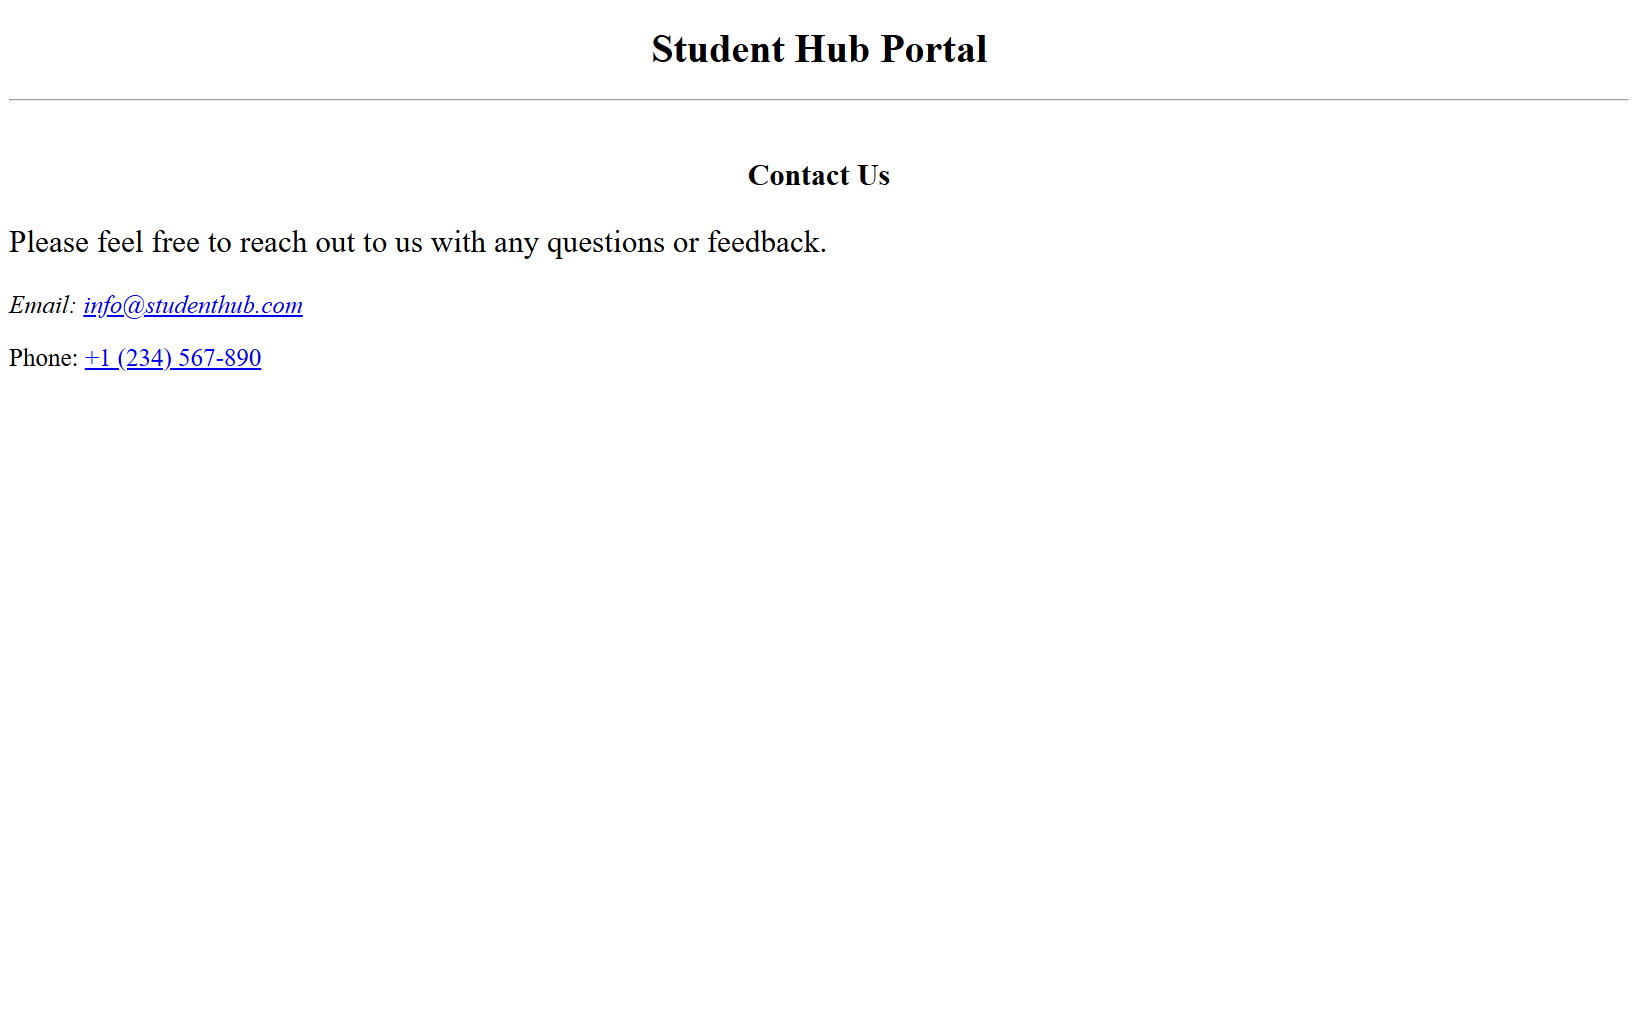 Student Hub Portal
Contact Us
Please feel free to reach out to us with any questions or feedback.
Email: info@studenthub.com
Phone: +1 (234) 567-890